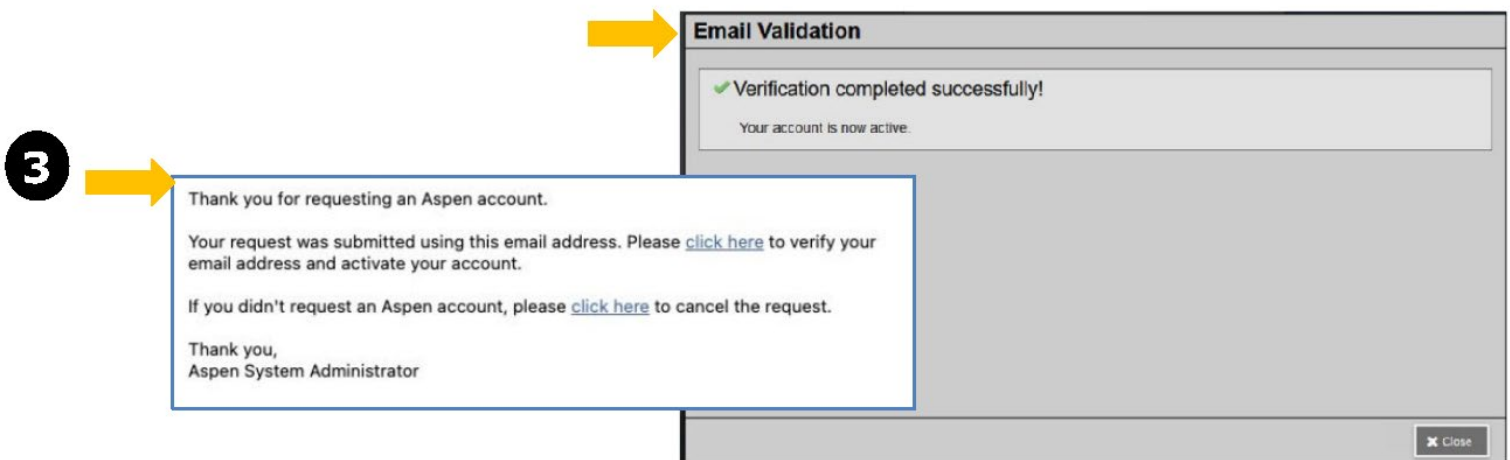 Email Validation
Verification completed successfully!
Your account is now active.
3
Thank you for requesting an Aspen account.
Your request was submitted using this email address. Please click here to verify your
email address and activate your account.
If you didn't request an Aspen account, please click here to cancel the request.
Thank you,
Aspen System Administrator
Close